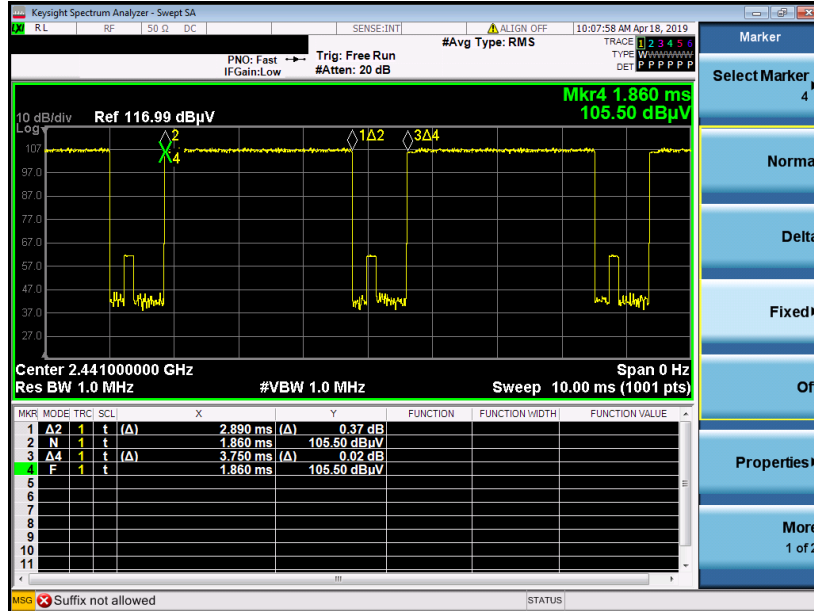 Keysight Spectrum Analyzer - Swept SA
LXI RL RF 50 Ω DC SENSE:INT ALIGN OFF 10:07:58 AM Apr 18, 2019
#Avg Type: RMS TRACE 1 2 3 4 5 6
PNO: Fast Trig: Free Run TYPE WWWWWW
IFGain:Low #Atten: 20 dB DET P P P P P P
Mkr4 1.860 ms
10 dB/div Ref 116.99 dBµV 105.50 dBµV
Log
2 1Δ2 3Δ4
107
4
97.0
87.0
77.0
67.0
57.0
47.0
37.0
27.0
Center 2.441000000 GHz Span 0 Hz
Res BW 1.0 MHz #VBW 1.0 MHz Sweep 10.00 ms (1001 pts)
MKR MODE TRC SCL X Y FUNCTION FUNCTION WIDTH FUNCTION VALUE
1 Δ2 1 t (Δ) 2.890 ms (Δ) 0.37 dB
2 N 1 t 1.860 ms 105.50 dBµV
3 Δ4 1 t (Δ) 3.750 ms (Δ) 0.02 dB
4 F 1 t 1.860 ms 105.50 dBµV
5
6
7
8
9
10
11
MSG Suffix not allowed STATUS
Marker
Select Marker
4
Norma
Delta
Fixed
Of
Properties
More
1 of 2